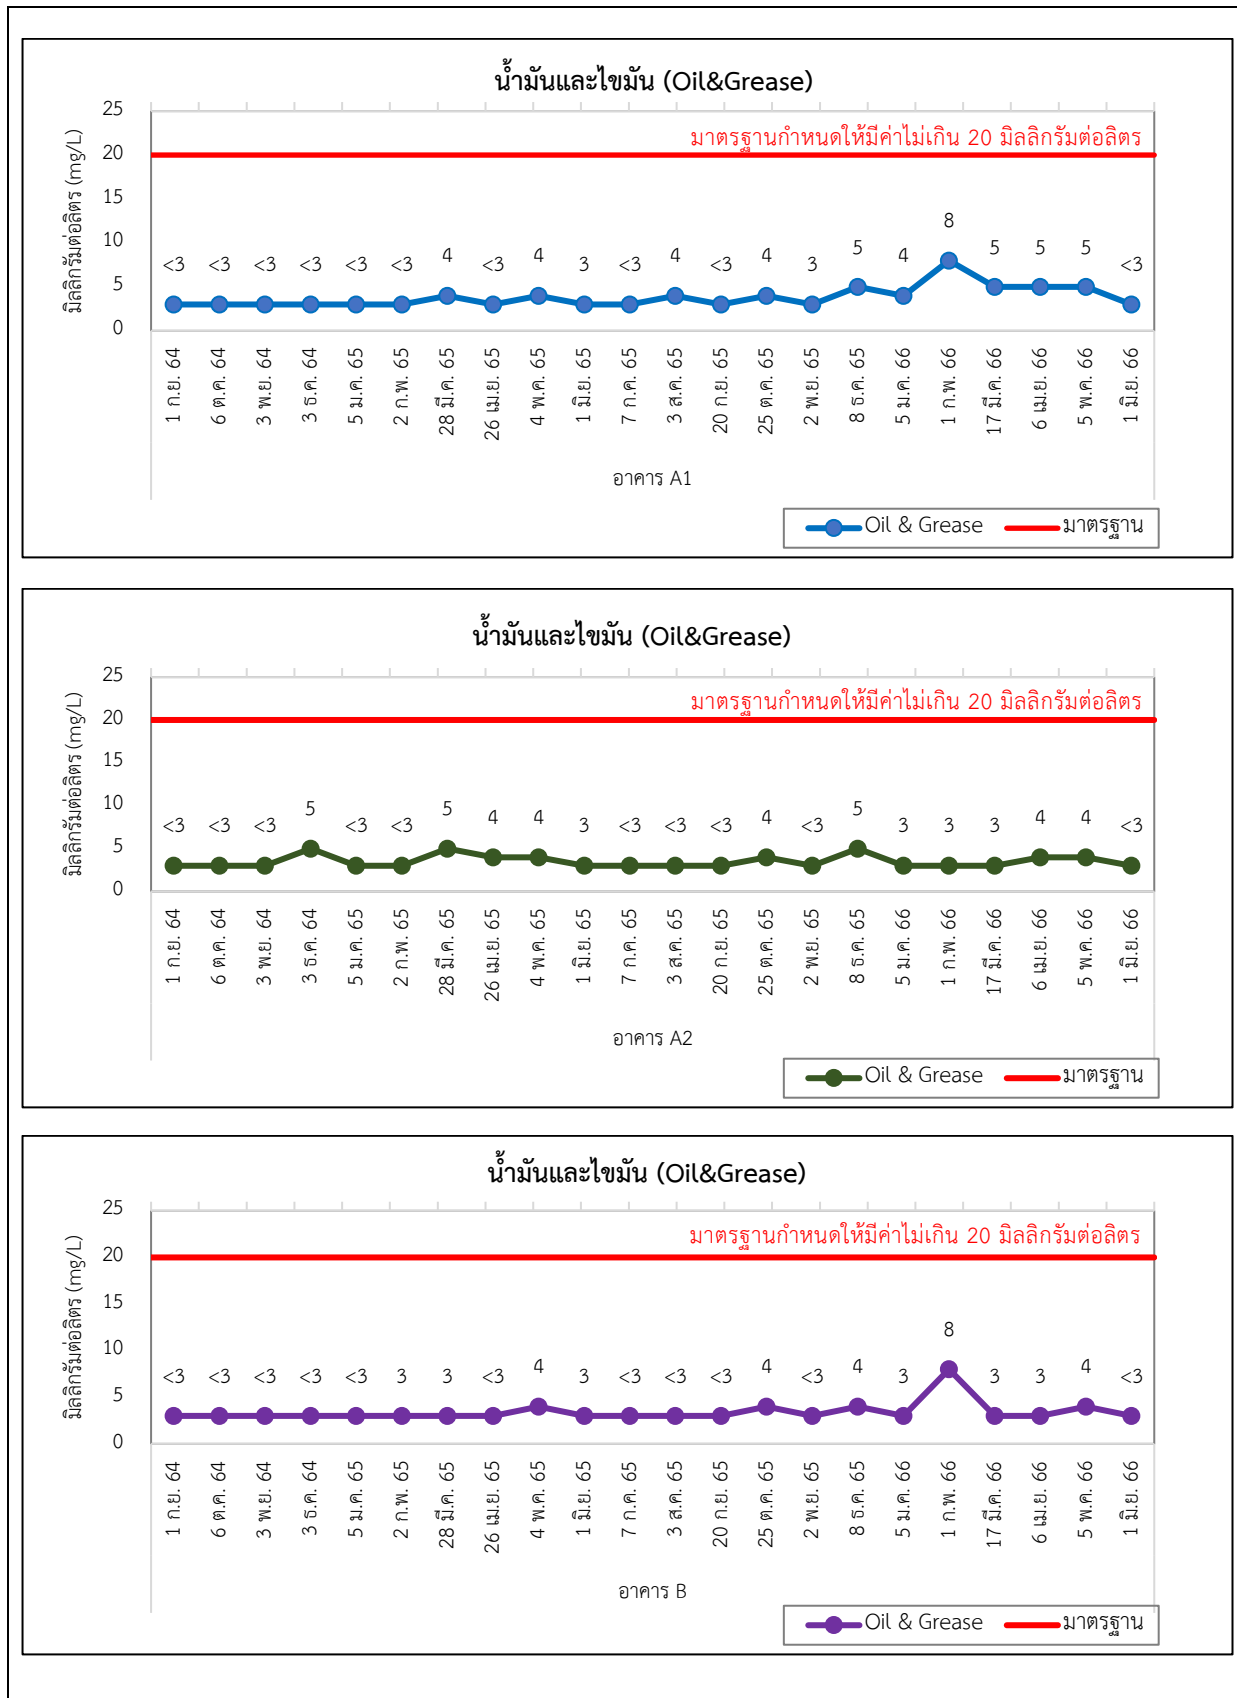 น้ำมันและไขมัน (Oil&Grease)
มิลลิกรัมต่อลิตร (mg/L)
25
20
15
10
5
0
มาตรฐานกำหนดให้มีค่าไม่เกิน 20 มิลลิกรัมต่อลิตร
<3 <3 <3 <3 <3 <3 4 <3 4 3 <3 4 <3 4 3 5 4 8 5 5 5 <3
1 ก.ย. 64
6 ต.ค. 64
3 พ.ย. 64
3 ธ.ค. 64
5 ม.ค. 65
2 ก.พ. 65
28 มี.ค. 65
26 เม.ย. 65
4 พ.ค. 65
1 มิ.ย. 65
7 ก.ค. 65
3 ส.ค. 65
20 ก.ย. 65
25 ต.ค. 65
2 พ.ย. 65
8 ธ.ค. 65
5 ม.ค. 66
1 ก.พ. 66
17 มี.ค. 66
6 เม.ย. 66
5 พ.ค. 66
1 มิ.ย. 66
อาคาร A1
Oil & Grease มาตรฐาน
น้ำมันและไขมัน (Oil&Grease)
มิลลิกรัมต่อลิตร (mg/L)
25
20
15
10
5
0
มาตรฐานกำหนดให้มีค่าไม่เกิน 20 มิลลิกรัมต่อลิตร
<3 <3 <3 5 <3 <3 5 4 4 3 <3 <3 <3 4 <3 5 3 3 3 4 4 <3
1 ก.ย. 64
6 ต.ค. 64
3 พ.ย. 64
3 ธ.ค. 64
5 ม.ค. 65
2 ก.พ. 65
28 มี.ค. 65
26 เม.ย. 65
4 พ.ค. 65
1 มิ.ย. 65
7 ก.ค. 65
3 ส.ค. 65
20 ก.ย. 65
25 ต.ค. 65
2 พ.ย. 65
8 ธ.ค. 65
5 ม.ค. 66
1 ก.พ. 66
17 มี.ค. 66
6 เม.ย. 66
5 พ.ค. 66
1 มิ.ย. 66
อาคาร A2
Oil & Grease มาตรฐาน
น้ำมันและไขมัน (Oil&Grease)
มิลลิกรัมต่อลิตร (mg/L)
25
20
15
10
5
0
มาตรฐานกำหนดให้มีค่าไม่เกิน 20 มิลลิกรัมต่อลิตร
<3 <3 <3 <3 <3 3 3 <3 4 3 <3 <3 <3 4 <3 4 3 8 3 3 4 <3
1 ก.ย. 64
6 ต.ค. 64
3 พ.ย. 64
3 ธ.ค. 64
5 ม.ค. 65
2 ก.พ. 65
28 มี.ค. 65
26 เม.ย. 65
4 พ.ค. 65
1 มิ.ย. 65
7 ก.ค. 65
3 ส.ค. 65
20 ก.ย. 65
25 ต.ค. 65
2 พ.ย. 65
8 ธ.ค. 65
5 ม.ค. 66
1 ก.พ. 66
17 มี.ค. 66
6 เม.ย. 66
5 พ.ค. 66
1 มิ.ย. 66
อาคาร B
Oil & Grease มาตรฐาน